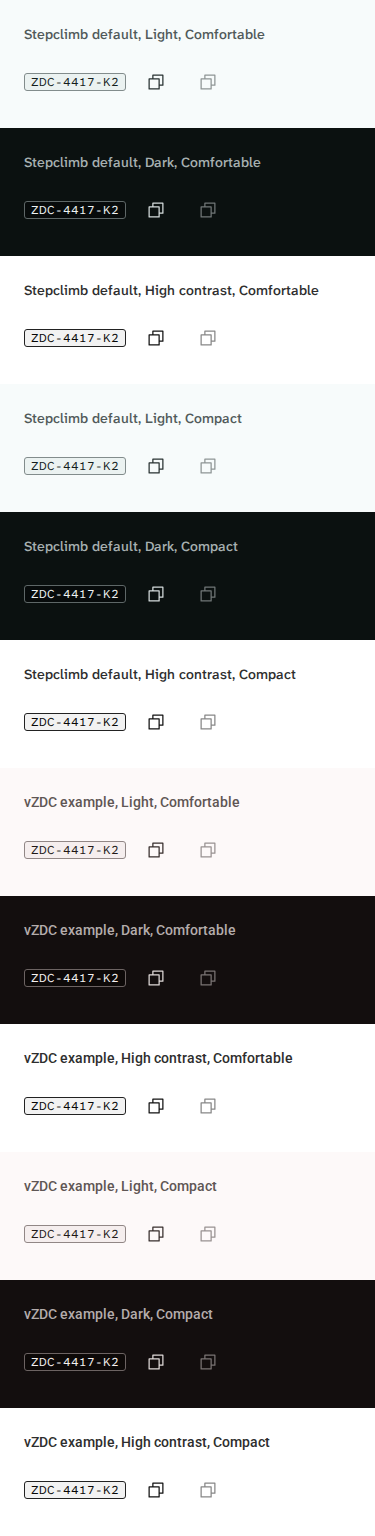 Stepclimb default, Light, Comfortable
ZDC-4417-K2
Stepclimb default, Dark, Comfortable
ZDC-4417-K2
Stepclimb default, High contrast, Comfortable
ZDC-4417-K2
Stepclimb default, Light, Compact
ZDC-4417-K2
Stepclimb default, Dark, Compact
ZDC-4417-K2
Stepclimb default, High contrast, Compact
ZDC-4417-K2
vZDC example, Light, Comfortable
ZDC-4417-K2
vZDC example, Dark, Comfortable
ZDC-4417-K2
vZDC example, High contrast, Comfortable
ZDC-4417-K2
vZDC example, Light, Compact
ZDC-4417-K2
vZDC example, Dark, Compact
ZDC-4417-K2
vZDC example, High contrast, Compact
ZDC-4417-K2